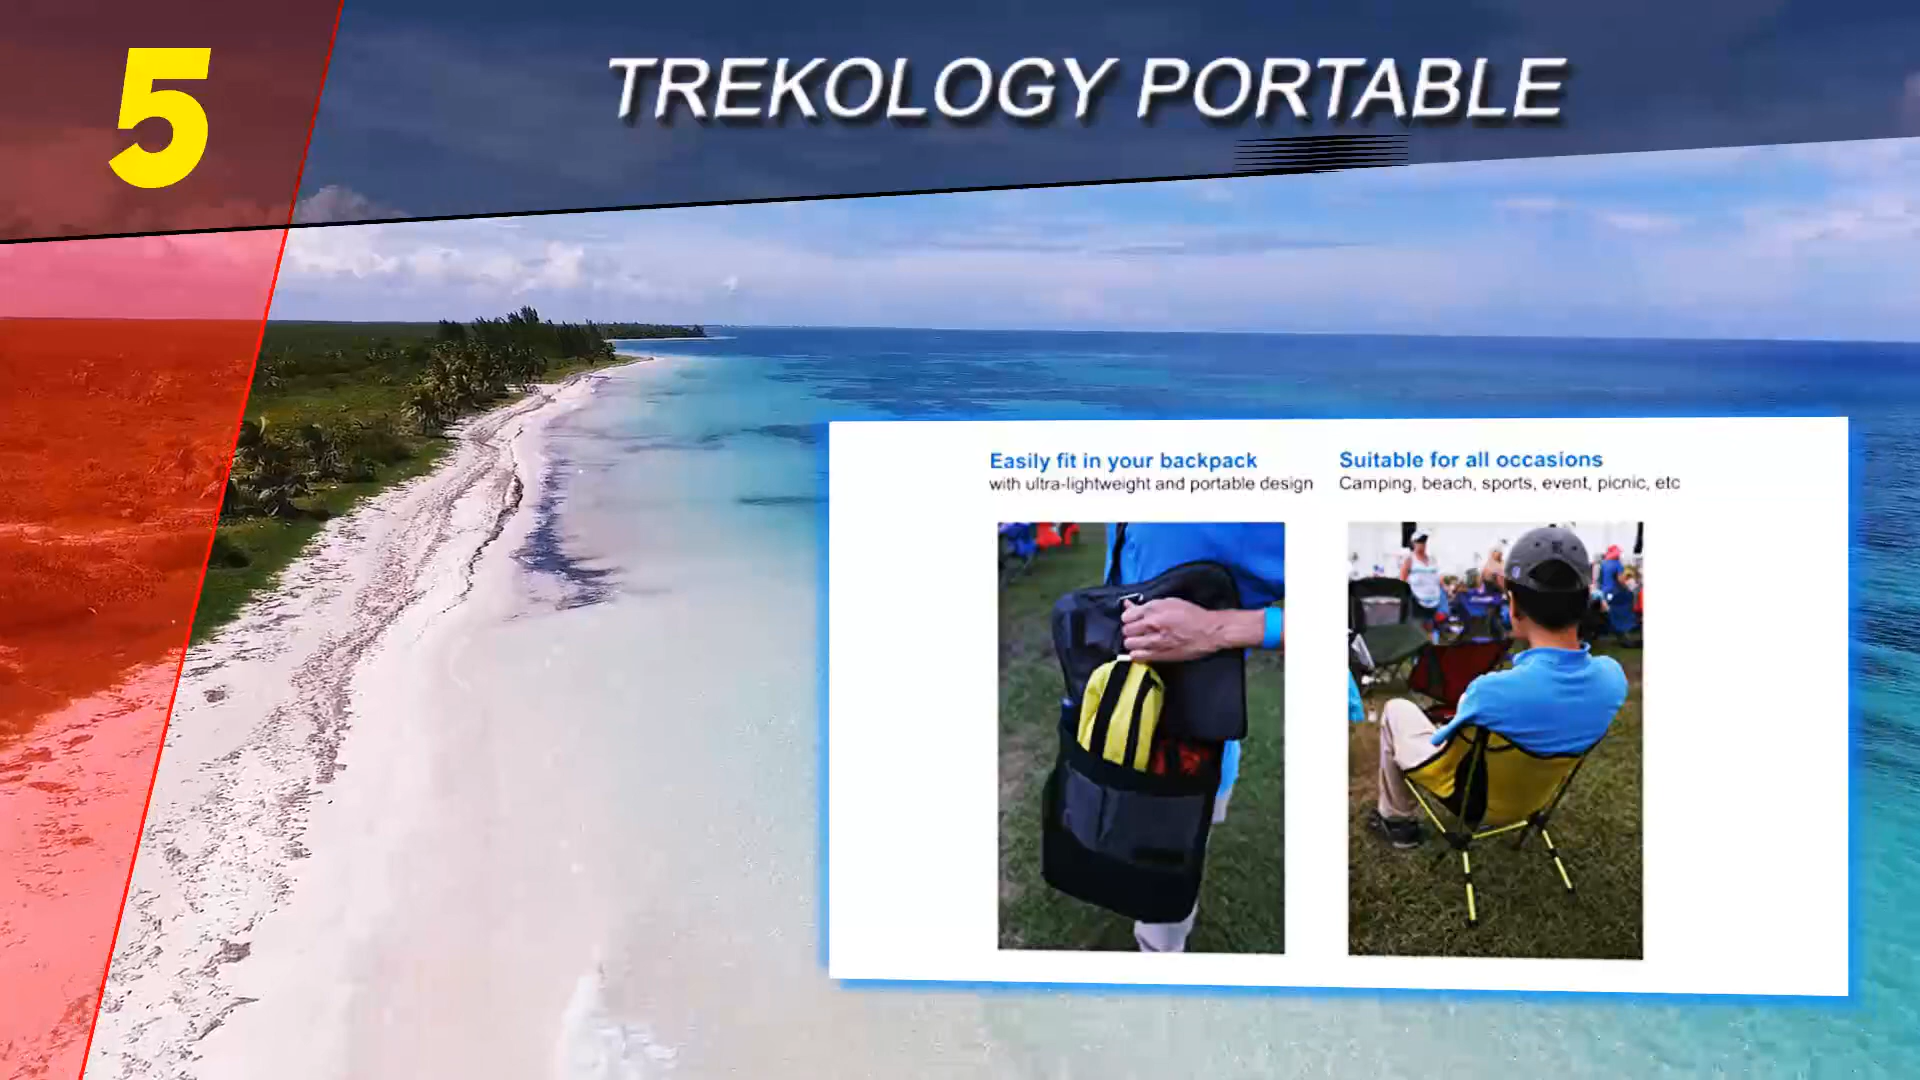 5
TREKOLOGY PORTABLE
Easily fit in your backpack
with ultra-lightweight and portable design
Suitable for all occasions
Camping, beach, sports, event, picnic, etc